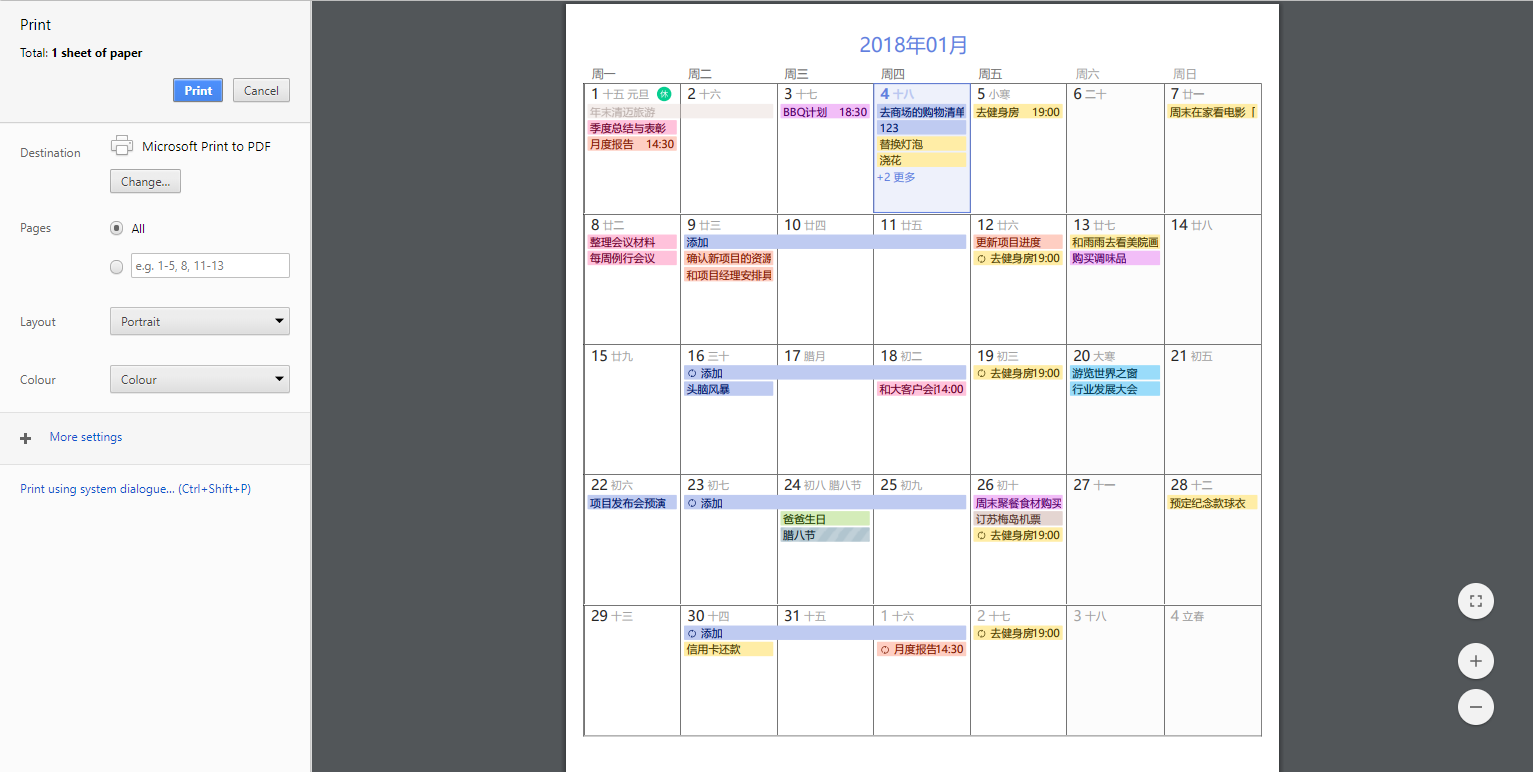 Print
Total: 1 sheet of paper
Print Cancel
Destination Microsoft Print to PDF
Change...
Pages All
e.g. 1-5, 8, 11-13
Layout Portrait
Colour Colour
More settings
Print using system dialogue... (Ctrl+Shift+P)
2018年01月
周一 周二 周三 周四 周五 周六 周日
1 十五 元旦 休 2 十六 3 十七 4 十八 5 小寒 6 二十 7 廿一
年末清迈旅游 BBQ计划 18:30 去商场的购物清单 去健身房 19:00 周末在家看电影
季度总结与表彰 123
月度报告 14:30 替换灯泡
浇花
+2 更多
8 廿二 9 廿三 10 廿四 11 廿五 12 廿六 13 廿七 14 廿八
整理会议材料 添加 更新项目进度 和雨雨去看美院画
每周例行会议 确认新项目的资源 去健身房19:00 购买调味品
和项目经理安排具
15 廿九 16 三十 17 腊月 18 初二 19 初三 20 大寒 21 初五
添加 去健身房19:00 游览世界之窗
头脑风暴 和大客户会 14:00 行业发展大会
22 初六 23 初七 24 初八 腊八节 25 初九 26 初十 27 十一 28 十二
项目发布会预演 添加 周末聚餐食材购买 预定纪念款球衣
爸爸生日 订苏梅岛机票
腊八节 去健身房19:00
29 十三 30 十四 31 十五 1 十六 2 十七 3 十八 4 立春
添加 去健身房19:00
信用卡还款 月度报告14:30